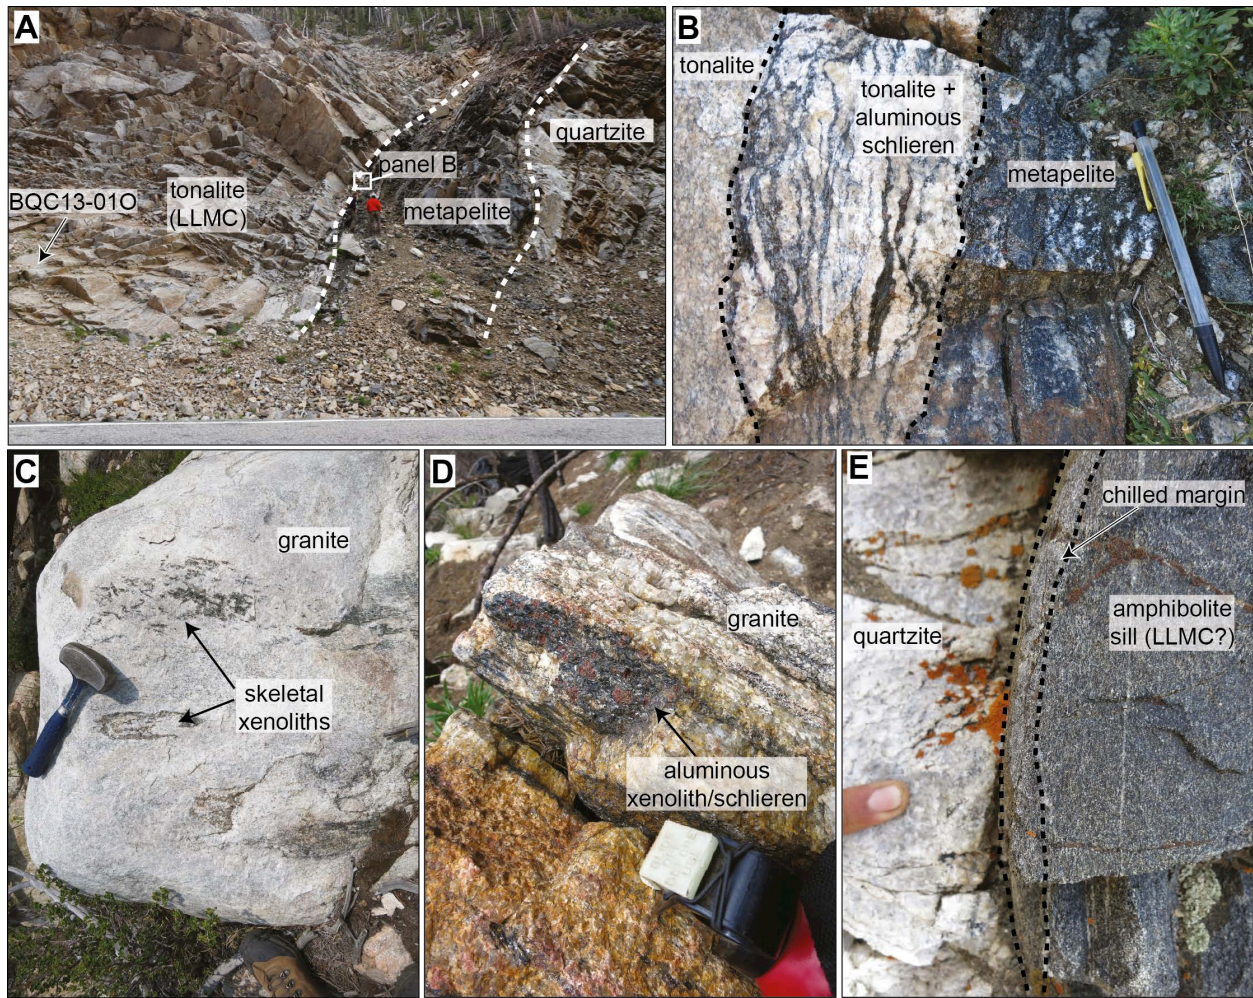 A
quartzite
panel B
BQC13-01O
tonalite
(LLMC)
metapelite
B
tonalite
tonalite +
aluminous
schlieren
metapelite
C
granite
skeletal
xenoliths
D
granite
aluminous
xenolith/schlieren
E
chilled margin
amphibolite
sill (LLMC?)
quartzite